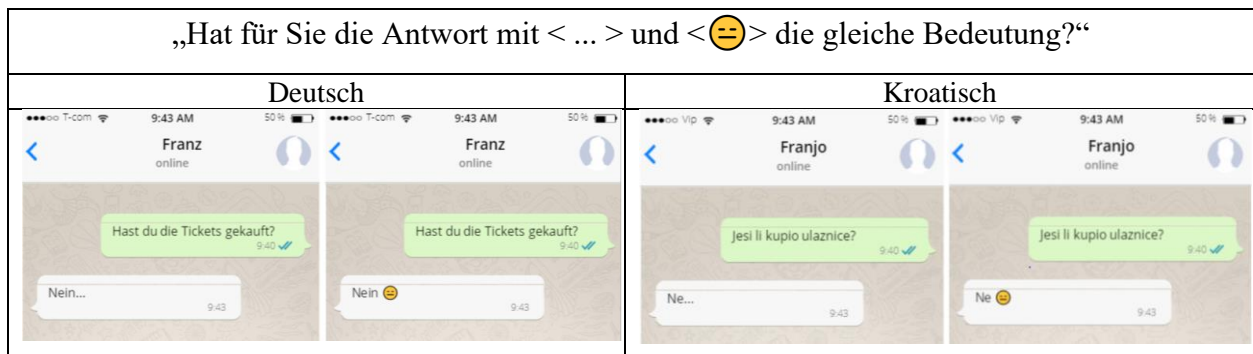 „Hat für Sie die Antwort mit < ... > und <😑> die gleiche Bedeutung?“
Deutsch
Kroatisch
T-com 9:43 AM 50 %
Franz
online
Hast du die Tickets gekauft?
9:40
Nein...
9:43
T-com 9:43 AM 50 %
Franz
online
Hast du die Tickets gekauft?
9:40
Nein 😑
9:43
Vip 9:43 AM 50 %
Franjo
online
Jesi li kupio ulaznice?
9:40
Ne...
9:43
Vip 9:43 AM 50 %
Franjo
online
Jesi li kupio ulaznice?
9:40
Ne 😑
9:43